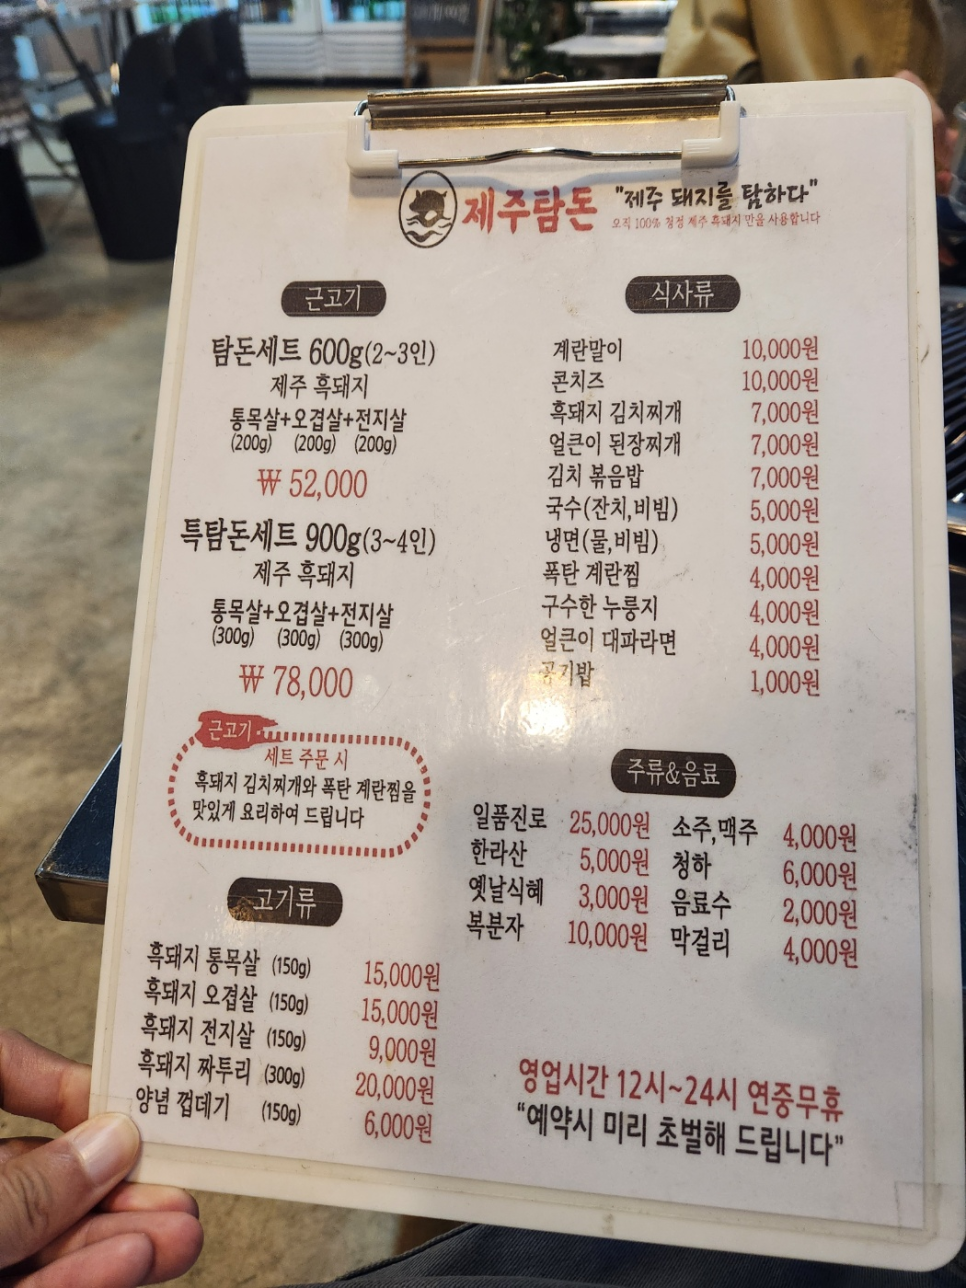 제주탐돈
"제주 돼지를 탐하다"
오직 100% 청정 제주 흑돼지 만을 사용합니다
근고기
탐돈세트 600g(2~3인)
제주 흑돼지
통목살+오겹살+전지살
(200g) (200g) (200g)
₩ 52,000
특탐돈세트 900g(3~4인)
제주 흑돼지
통목살+오겹살+전지살
(300g) (300g) (300g)
₩ 78,000
근고기
세트 주문 시
흑돼지 김치찌개와 폭탄 계란찜을
맛있게 요리하여 드립니다
고기류
흑돼지 통목살 (150g) 15,000원
흑돼지 오겹살 (150g) 15,000원
흑돼지 전지살 (150g) 9,000원
흑돼지 짜투리 (300g) 20,000원
양념 껍데기 (150g) 6,000원
식사류
계란말이 10,000원
콘치즈 10,000원
흑돼지 김치찌개 7,000원
얼큰이 된장찌개 7,000원
김치 볶음밥 7,000원
국수(잔치,비빔) 5,000원
냉면(물,비빔) 5,000원
폭탄 계란찜 4,000원
구수한 누룽지 4,000원
얼큰이 대파라면 4,000원
공기밥 1,000원
주류&음료
일품진로 25,000원 소주,맥주 4,000원
한라산 5,000원 청하 6,000원
옛날식혜 3,000원 음료수 2,000원
복분자 10,000원 막걸리 4,000원
영업시간 12시~24시 연중무휴
"예약시 미리 초벌해 드립니다"